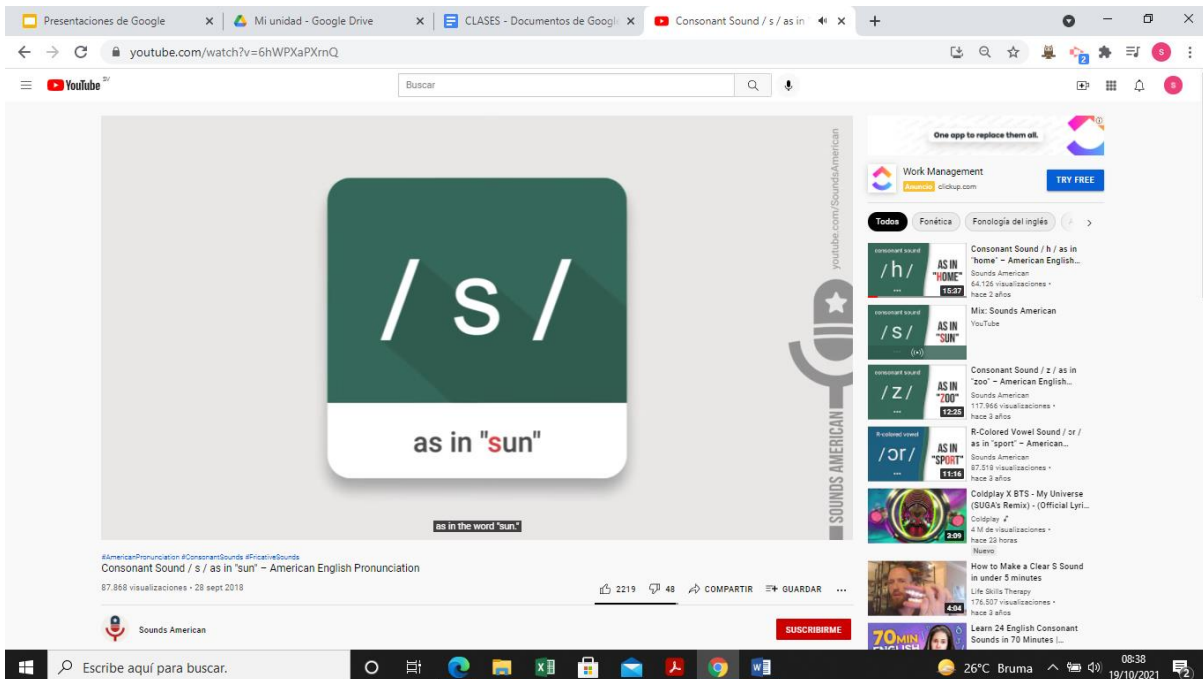 Presentaciones de Google
Mi unidad - Google Drive
CLASES - Documentos de Googl
Consonant Sound / s / as in
youtube.com/watch?v=6hWPXaPXrnQ
2
S
YouTube SV
Buscar
S
/ s /
as in "sun"
youtube.com/SoundsAmerican
SOUNDS AMERICAN
as in the word "sun."
#AmericanPronunciation #ConsonantSounds #FricativeSounds
Consonant Sound / s / as in "sun" – American English Pronunciation
87.868 visualizaciones • 28 sept 2018
2219 48 COMPARTIR GUARDAR ...
Sounds American
SUSCRIBIRME
One app to replace them all.
Work Management
Anuncio clickup.com
TRY FREE
Todos Fonética Fonología del inglés
consonant sound
/h/
AS IN
"HOME"
15:37
Consonant Sound / h / as in
"home" – American English...
Sounds American
64.126 visualizaciones •
hace 2 años
consonant sound
/s/
AS IN
"SUN"
Mix: Sounds American
YouTube
consonant sound
/z/
AS IN
"ZOO"
12:25
Consonant Sound / z / as in
"zoo" – American English...
Sounds American
117.966 visualizaciones •
hace 3 años
R-colored vowel
/ɔr/
AS IN
"SPORT"
11:16
R-Colored Vowel Sound / ɔr /
as in "sport" – American...
Sounds American
87.518 visualizaciones •
hace 3 años
3:09
Coldplay X BTS - My Universe
(SUGA's Remix) - (Official Lyri...
Coldplay
4 M de visualizaciones •
hace 23 horas
Nuevo
4:04
How to Make a Clear S Sound
in under 5 minutes
Life Skills Therapy
176.507 visualizaciones •
hace 3 años
70 MIN
ENGLISH
Learn 24 English Consonant
Sounds in 70 Minutes |...
Escribe aquí para buscar.
26°C Bruma
08:38
19/10/2021
2